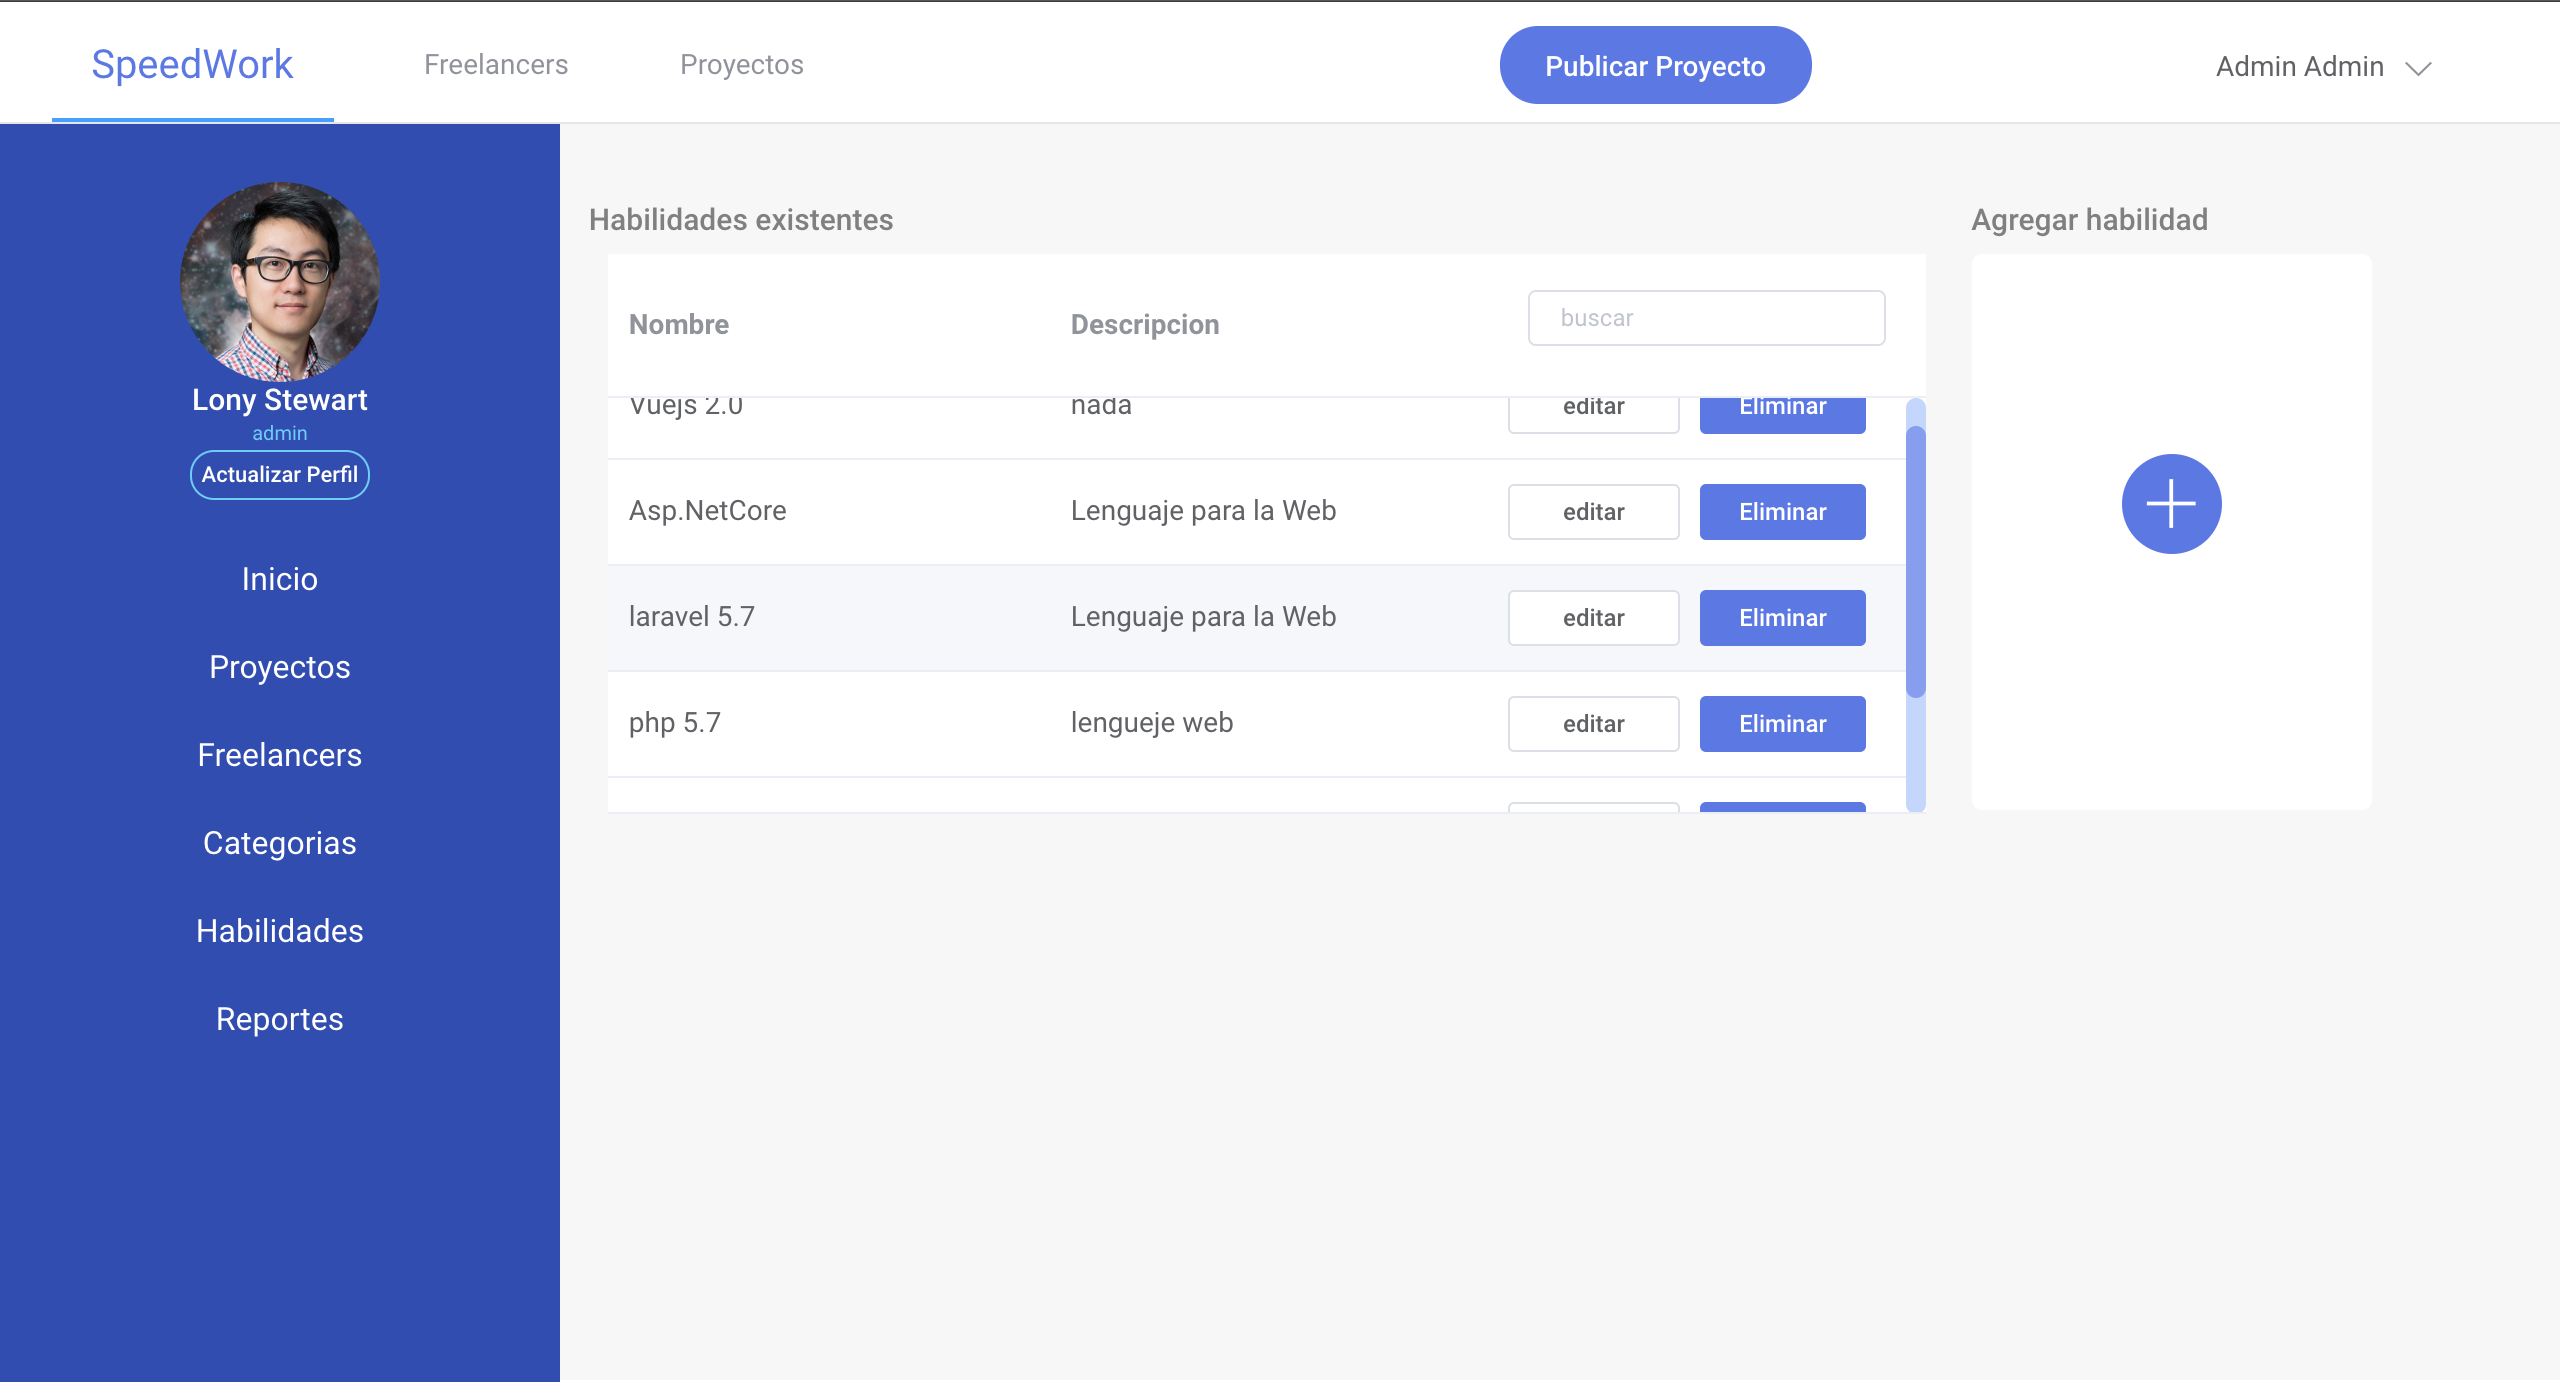 SpeedWork Freelancers Proyectos Publicar Proyecto Admin Admin
Lony Stewart
admin
Actualizar Perfil
Inicio
Proyectos
Freelancers
Categorias
Habilidades
Reportes
Habilidades existentes
Nombre Descripcion buscar
Vuejs 2.0 nada editar Eliminar
Asp.NetCore Lenguaje para la Web editar Eliminar
laravel 5.7 Lenguaje para la Web editar Eliminar
php 5.7 lengueje web editar Eliminar
Agregar habilidad